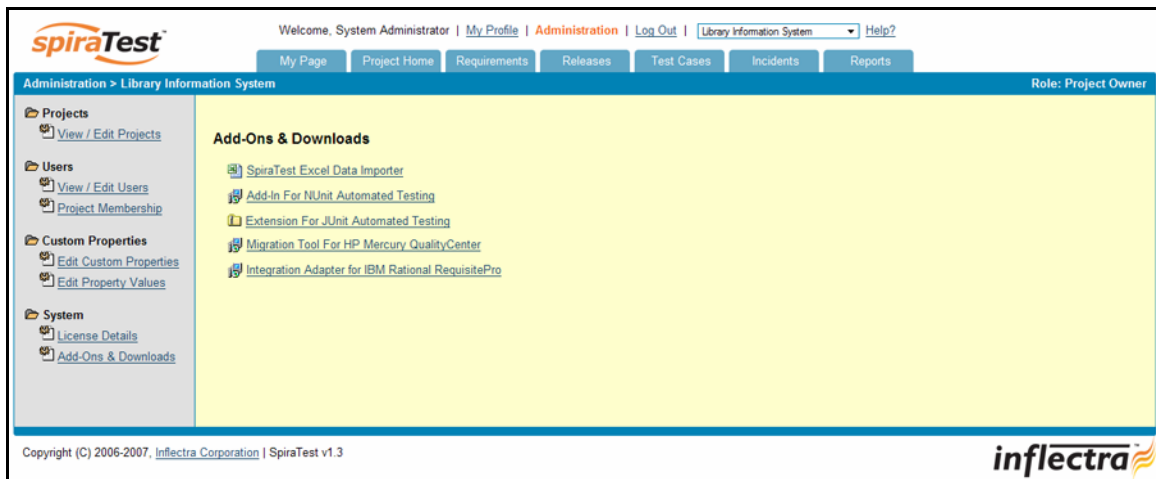 spiraTest
Welcome, System Administrator | My Profile | Administration | Log Out | Library Information System Help?
My Page Project Home Requirements Releases Test Cases Incidents Reports
Administration > Library Information System Role: Project Owner
Projects
View / Edit Projects
Users
View / Edit Users
Project Membership
Custom Properties
Edit Custom Properties
Edit Property Values
System
License Details
Add-Ons & Downloads
Add-Ons & Downloads
SpiraTest Excel Data Importer
Add-In For NUnit Automated Testing
Extension For JUnit Automated Testing
Migration Tool For HP Mercury QualityCenter
Integration Adapter for IBM Rational RequisitePro
Copyright (C) 2006-2007, Inflectra Corporation | SpiraTest v1.3
inflectra